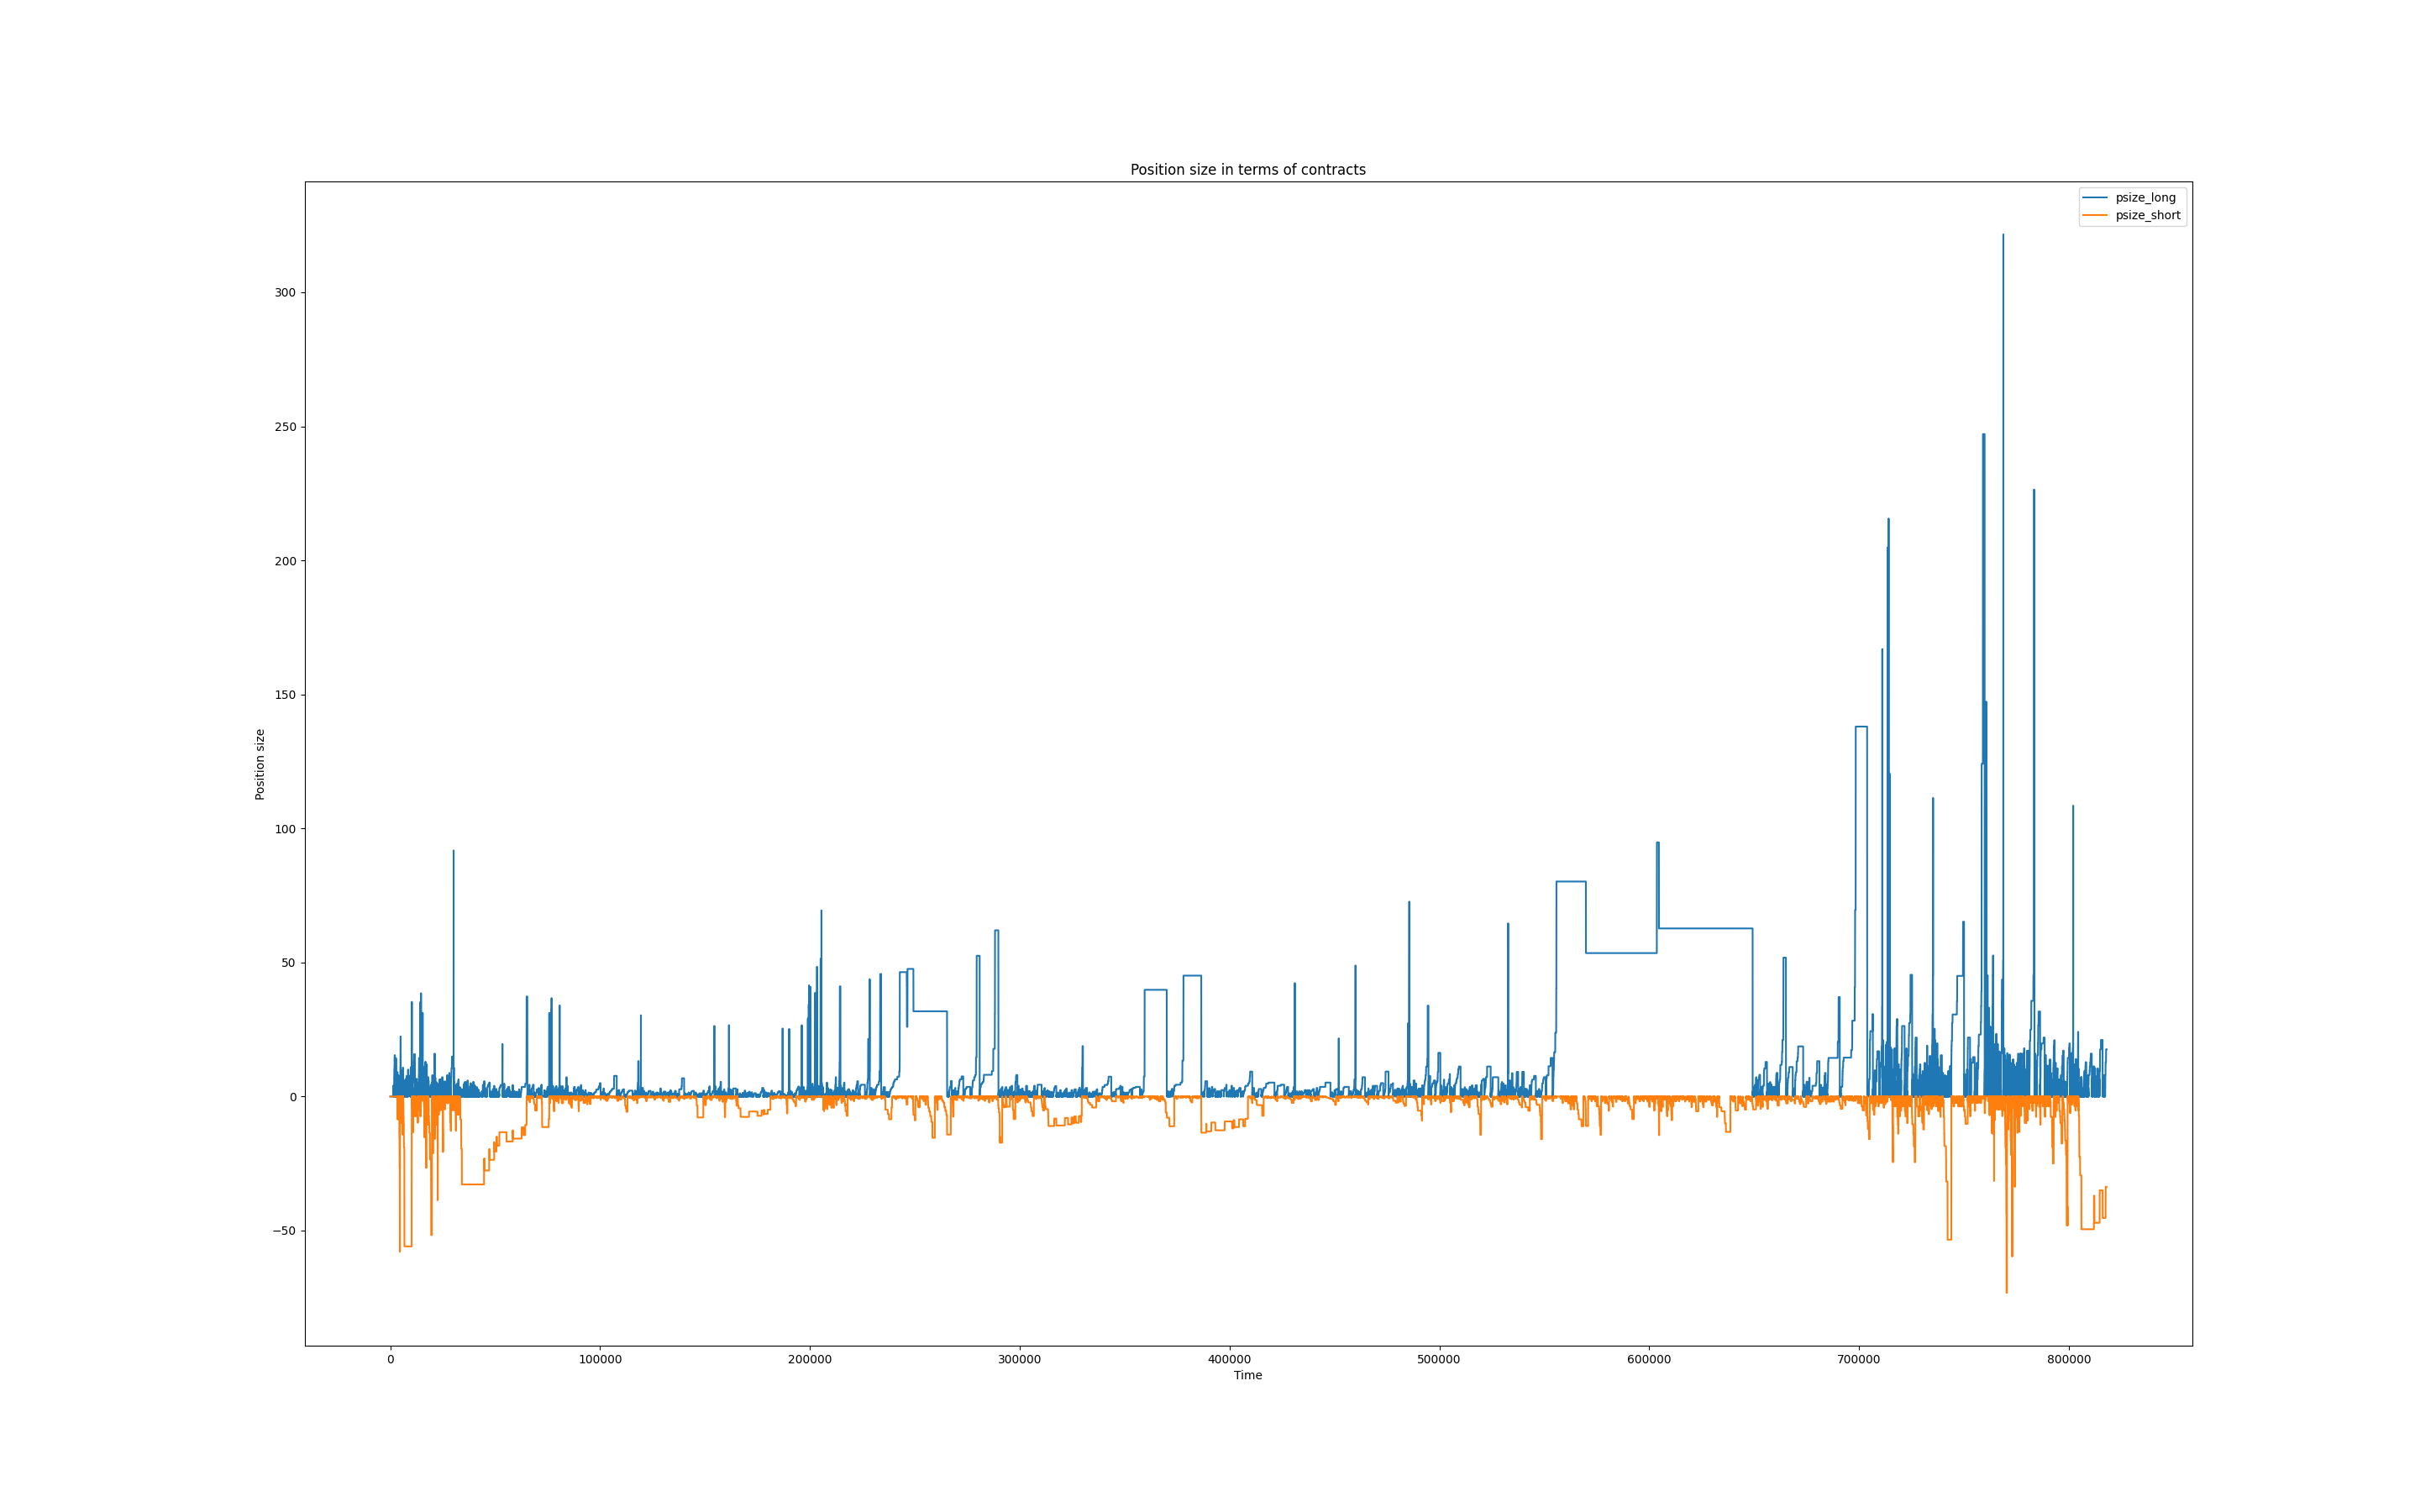 Position size in terms of contracts
psize_long
psize_short
300
250
200
150
100
50
0
−50
Position size
0 100000 200000 300000 400000 500000 600000 700000 800000
Time